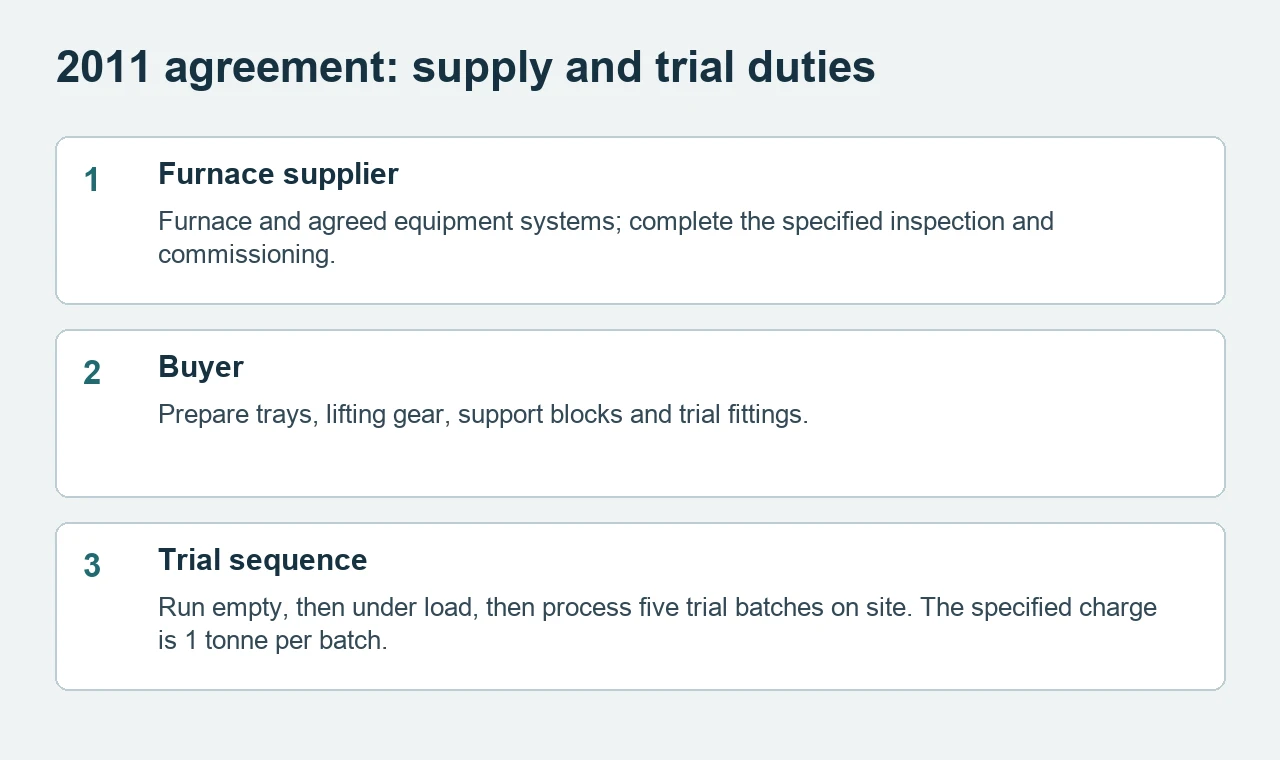 2011 agreement: supply and trial duties
1
Furnace supplier
Furnace and agreed equipment systems; complete the specified inspection and
commissioning.
2
Buyer
Prepare trays, lifting gear, support blocks and trial fittings.
3
Trial sequence
Run empty, then under load, then process five trial batches on site. The specified charge
is 1 tonne per batch.